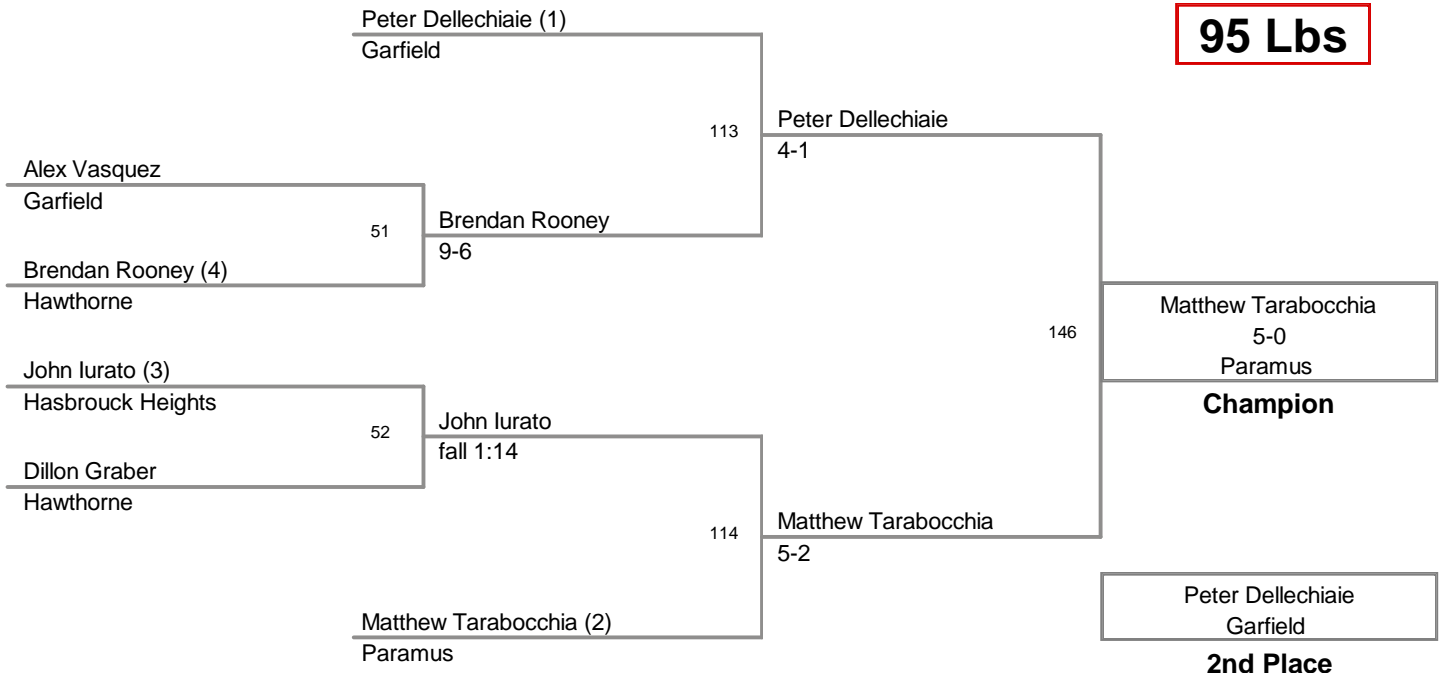 Peter Dellechiaie (1)
Garfield
95 Lbs
113
Peter Dellechiaie
4-1
Alex Vasquez
Garfield
51
Brendan Rooney
9-6
Brendan Rooney (4)
Hawthorne
146
Matthew Tarabocchia
5-0
Paramus
Champion
John Iurato (3)
Hasbrouck Heights
52
John Iurato
fall 1:14
Dillon Graber
Hawthorne
114
Matthew Tarabocchia
5-2
Matthew Tarabocchia (2)
Paramus
Peter Dellechiaie
Garfield
2nd Place